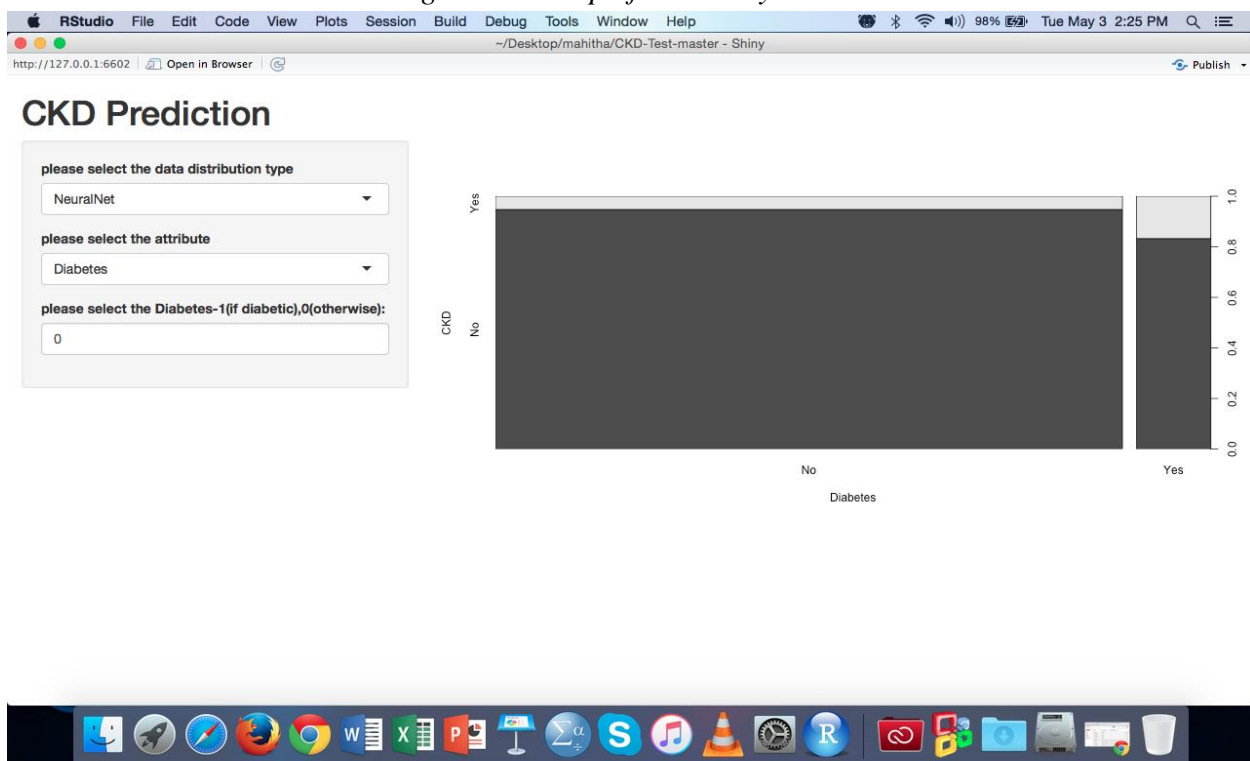 RStudio File Edit Code View Plots Session Build Debug Tools Window Help 98% Tue May 3 2:25 PM
~/Desktop/mahitha/CKD-Test-master - Shiny
http://127.0.0.1:6602 Open in Browser Publish
CKD Prediction
please select the data distribution type
NeuralNet
please select the attribute
Diabetes
please select the Diabetes-1(if diabetic),0(otherwise):
0
CKD
Yes
No
1.0
0.8
0.6
0.4
0.2
0.0
No Yes
Diabetes
W X P Σα S R